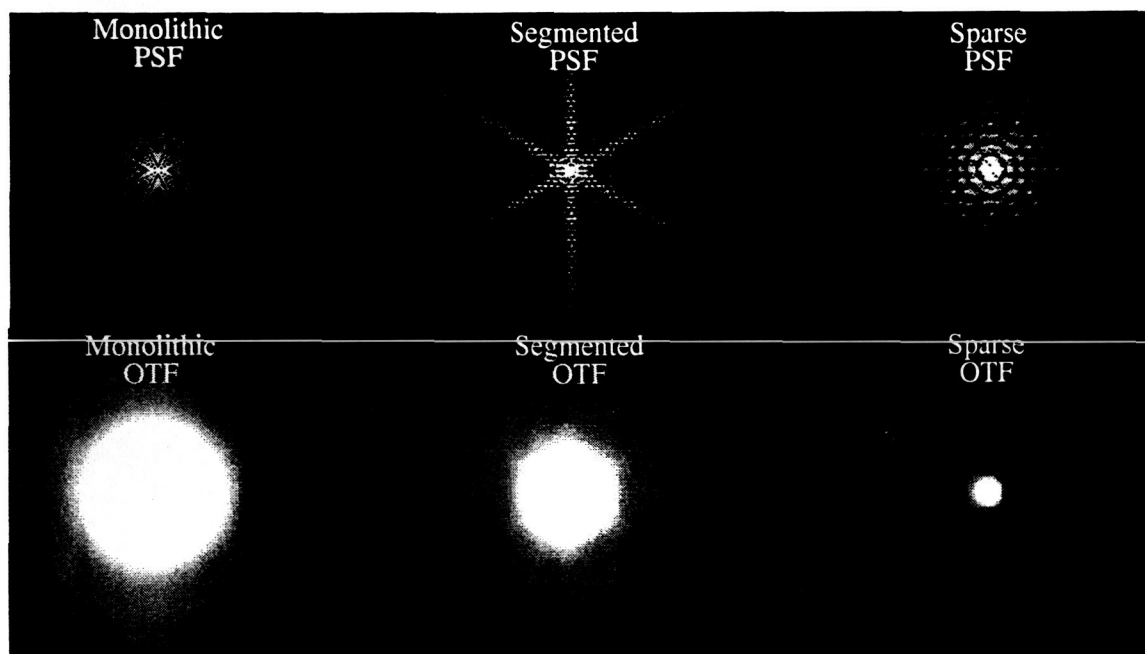 Monolithic
PSF
Segmented
PSF
Sparse
PSF
Monolithic
OTF
Segmented
OTF
Sparse
OTF